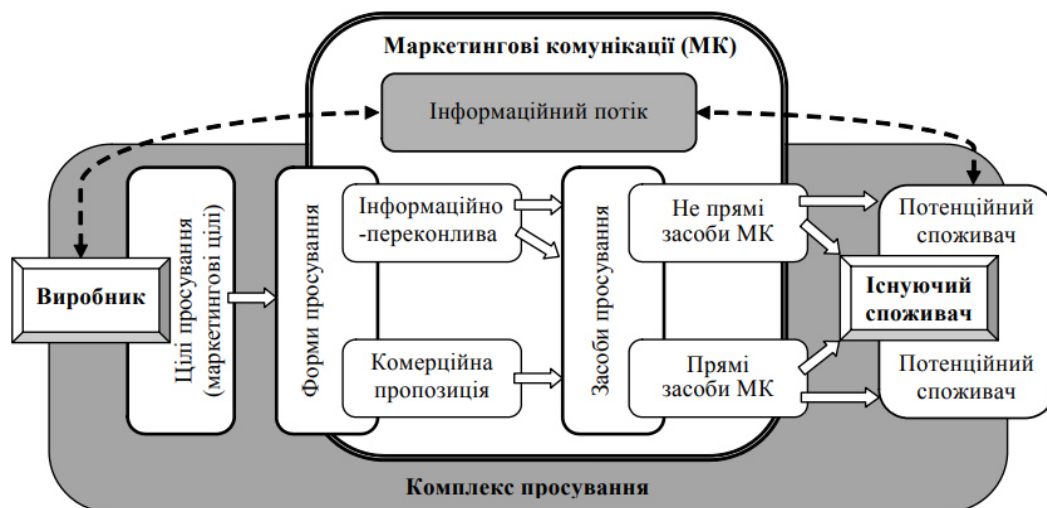 Маркетингові комунікації (МК)
Інформаційний потік
Виробник
Цілі просування
(маркетингові цілі)
Форми просування
Інформаційно
-переконлива
Комерційна
пропозиція
Засоби просування
Не прямі
засоби МК
Прямі
засоби МК
Потенційний
споживач
Існуючий
споживач
Потенційний
споживач
Комплекс просування